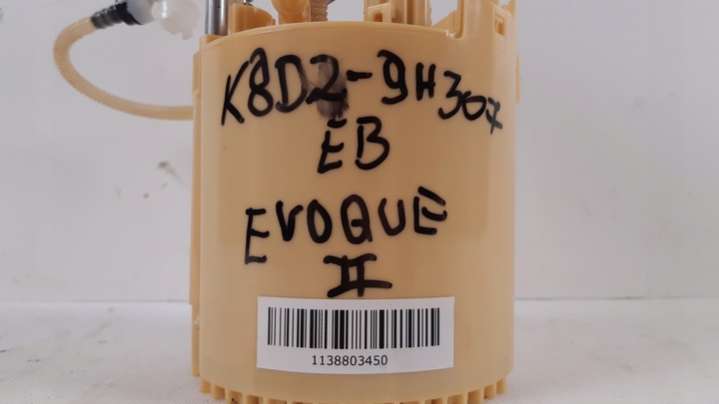 K8D2-9H307
EB
EVOQUE
II
1138803450